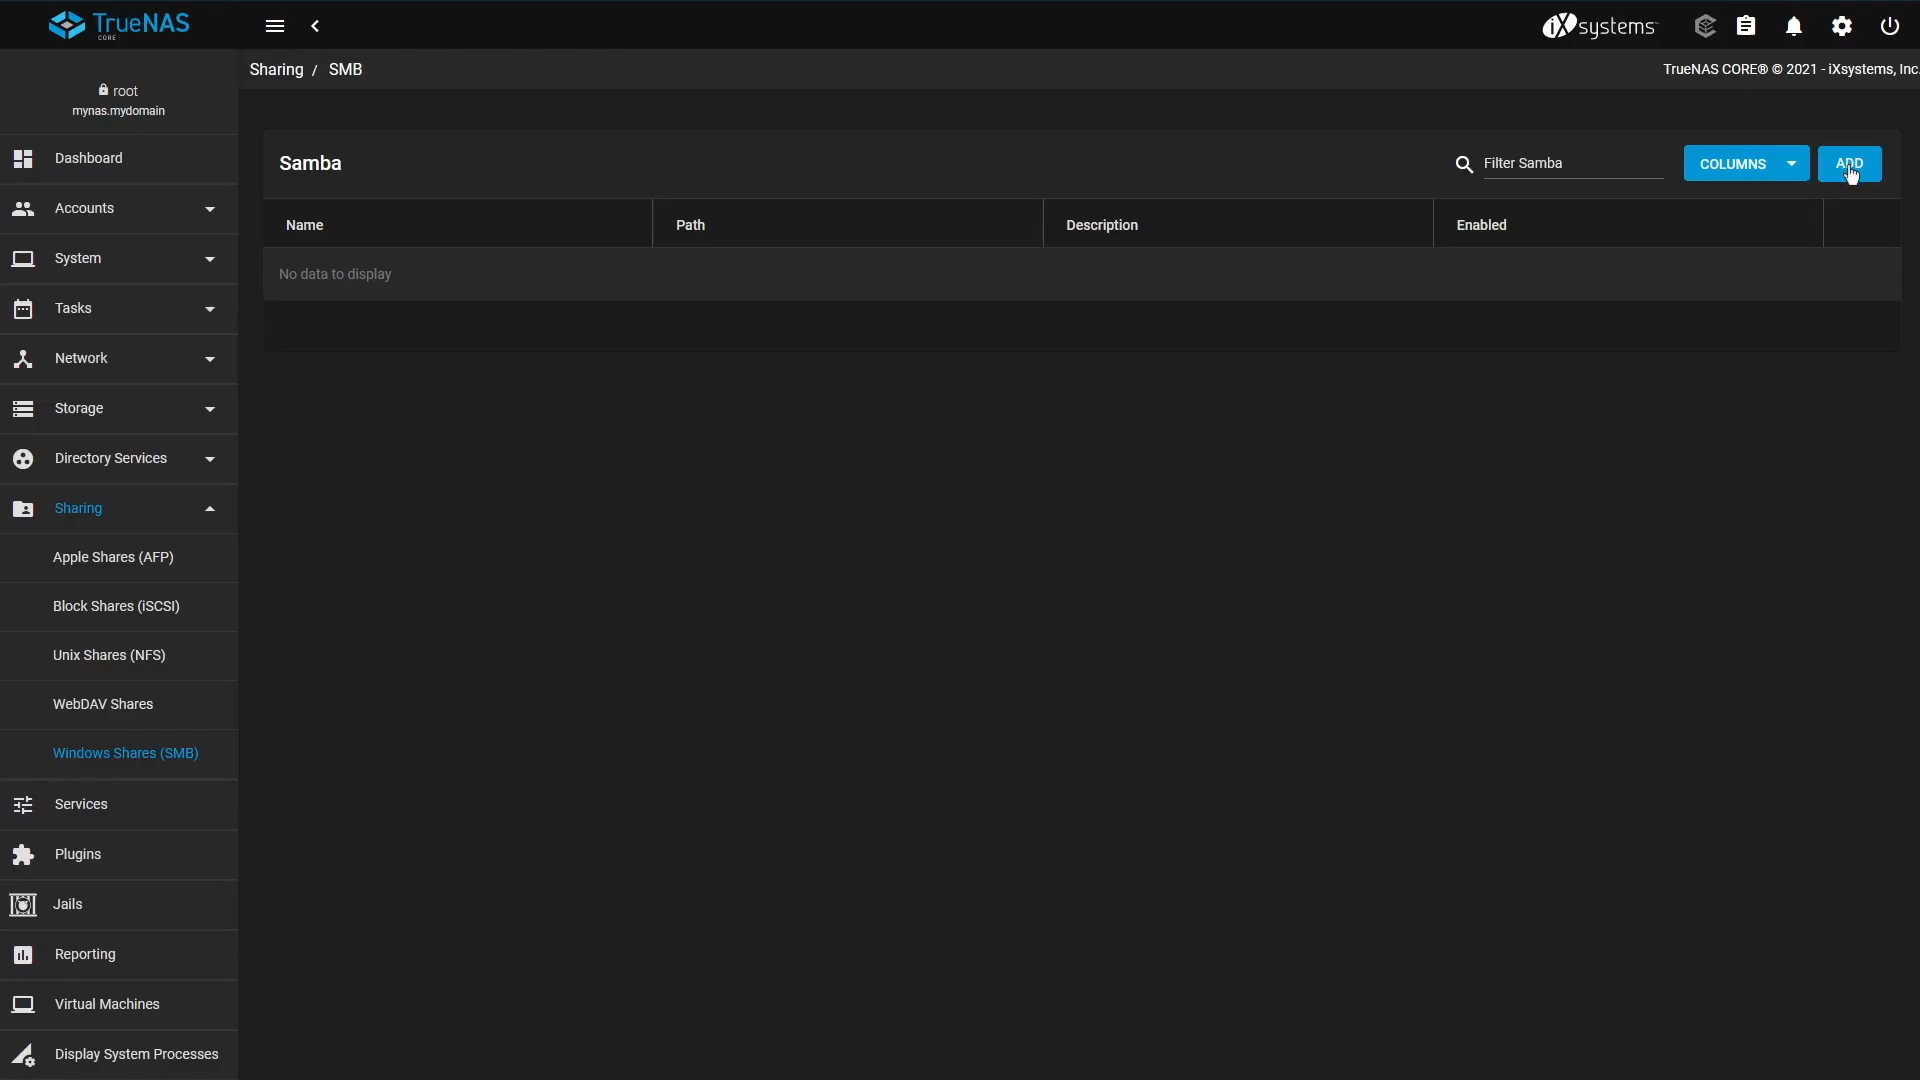 TrueNAS
CORE
iXsystems™
root
mynas.mydomain
Sharing / SMB
TrueNAS CORE® © 2021 - iXsystems, Inc.
Dashboard
Accounts
System
Tasks
Network
Storage
Directory Services
Sharing
Apple Shares (AFP)
Block Shares (iSCSI)
Unix Shares (NFS)
WebDAV Shares
Windows Shares (SMB)
Services
Plugins
Jails
Reporting
Virtual Machines
Display System Processes
Samba
Filter Samba
COLUMNS
ADD
Name Path Description Enabled
No data to display